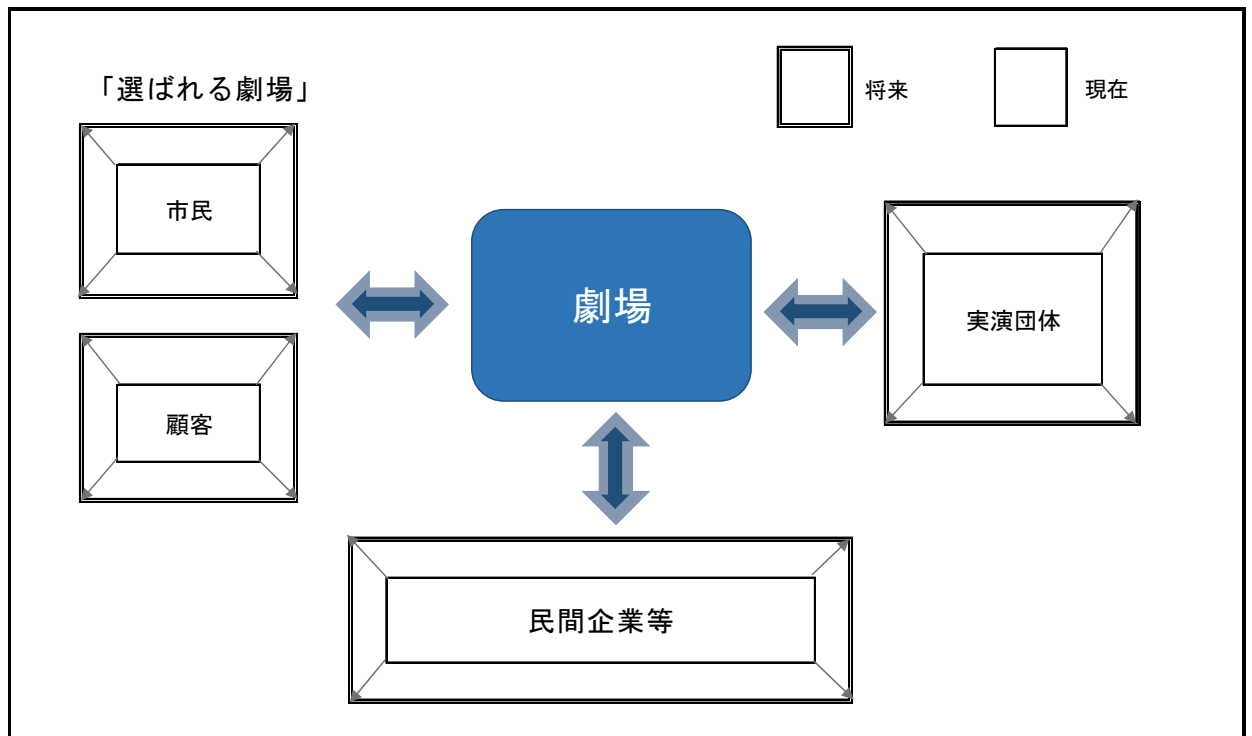 「選ばれる劇場」
将来
現在
市民
劇場
実演団体
顧客
民間企業等